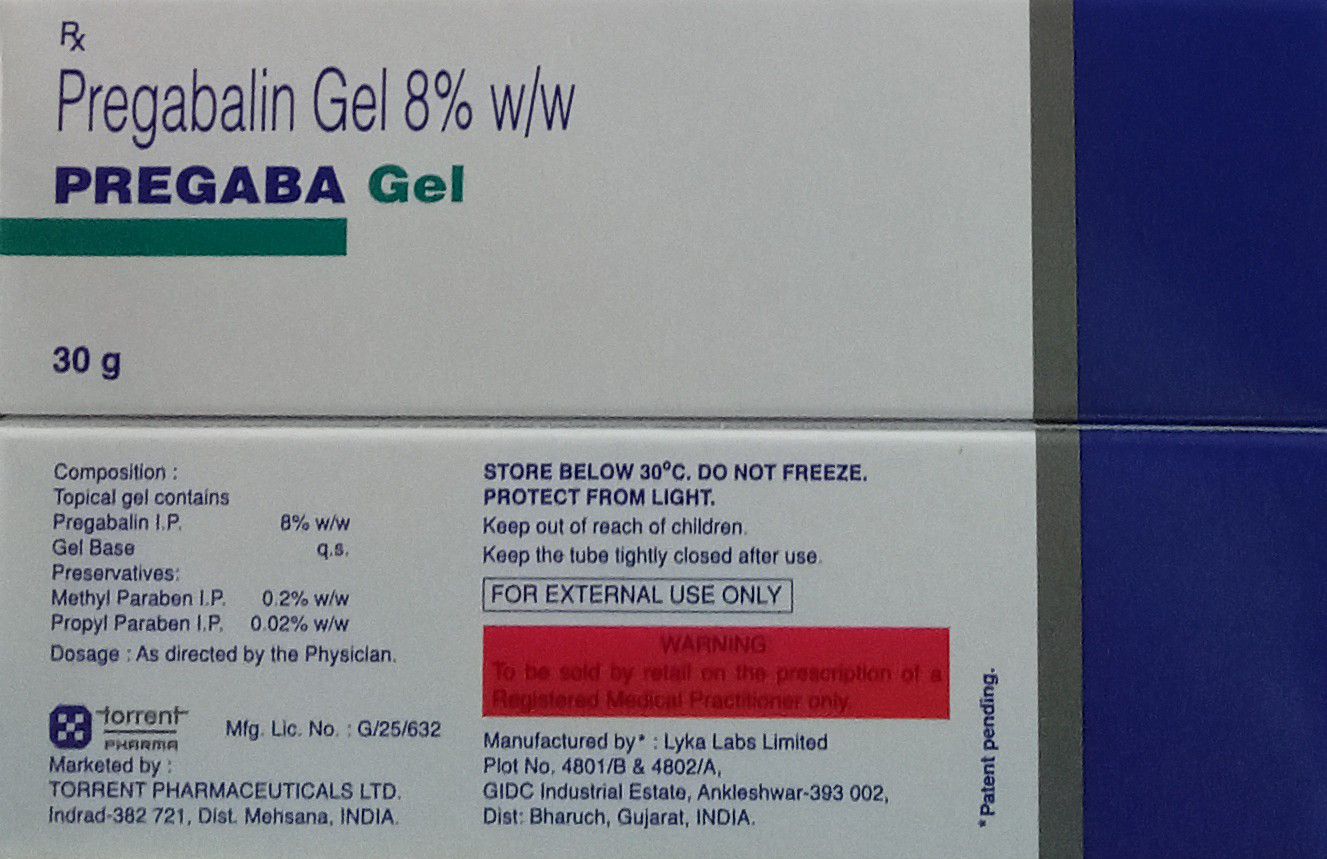 Rx
Pregabalin Gel 8% w/w
PREGABA Gel
30 g
Composition :
Topical gel contains
Pregabalin I.P. 8% w/w
Gel Base q.s.
Preservatives:
Methyl Paraben I.P. 0.2% w/w
Propyl Paraben I.P. 0.02% w/w
Dosage : As directed by the Physician.
torrent
PHARMA
Mfg. Lic. No. : G/25/632
Marketed by :
TORRENT PHARMACEUTICALS LTD.
Indrad-382 721, Dist. Mehsana, INDIA.
STORE BELOW 30°C. DO NOT FREEZE.
PROTECT FROM LIGHT.
Keep out of reach of children.
Keep the tube tightly closed after use.
FOR EXTERNAL USE ONLY
WARNING
To be sold by retail on the prescription of a
Registered Medical Practitioner only.
Manufactured by* : Lyka Labs Limited
Plot No. 4801/B & 4802/A,
GIDC Industrial Estate, Ankleshwar-393 002,
Dist: Bharuch, Gujarat, INDIA.
*Patent pending.